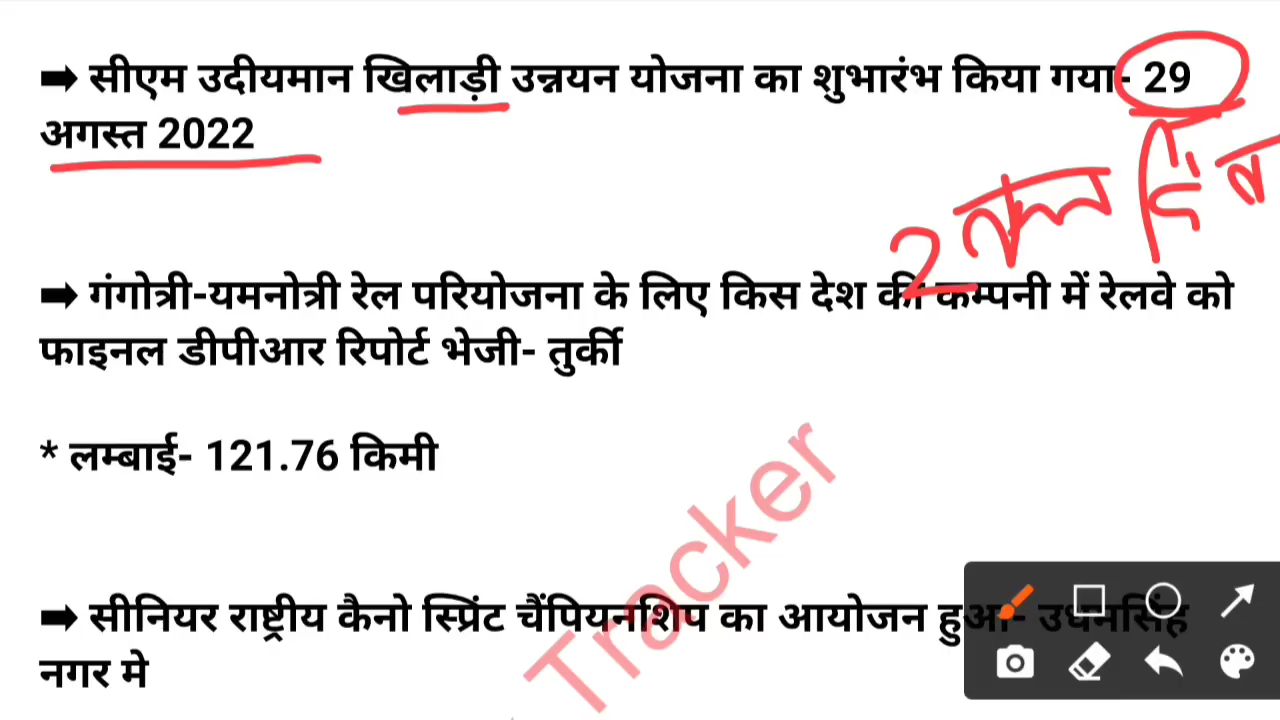 ➡ सीएम उदीयमान खिलाड़ी उन्नयन योजना का शुभारंभ किया गया- 29
अगस्त 2022
➡ गंगोत्री-यमनोत्री रेल परियोजना के लिए किस देश की कम्पनी में रेलवे को
फाइनल डीपीआर रिपोर्ट भेजी- तुर्की
* लम्बाई- 121.76 किमी
Tracker
➡ सीनियर राष्ट्रीय कैनो स्प्रिंट चैंपियनशिप का आयोजन हुआ- उधमसिंह
नगर मे